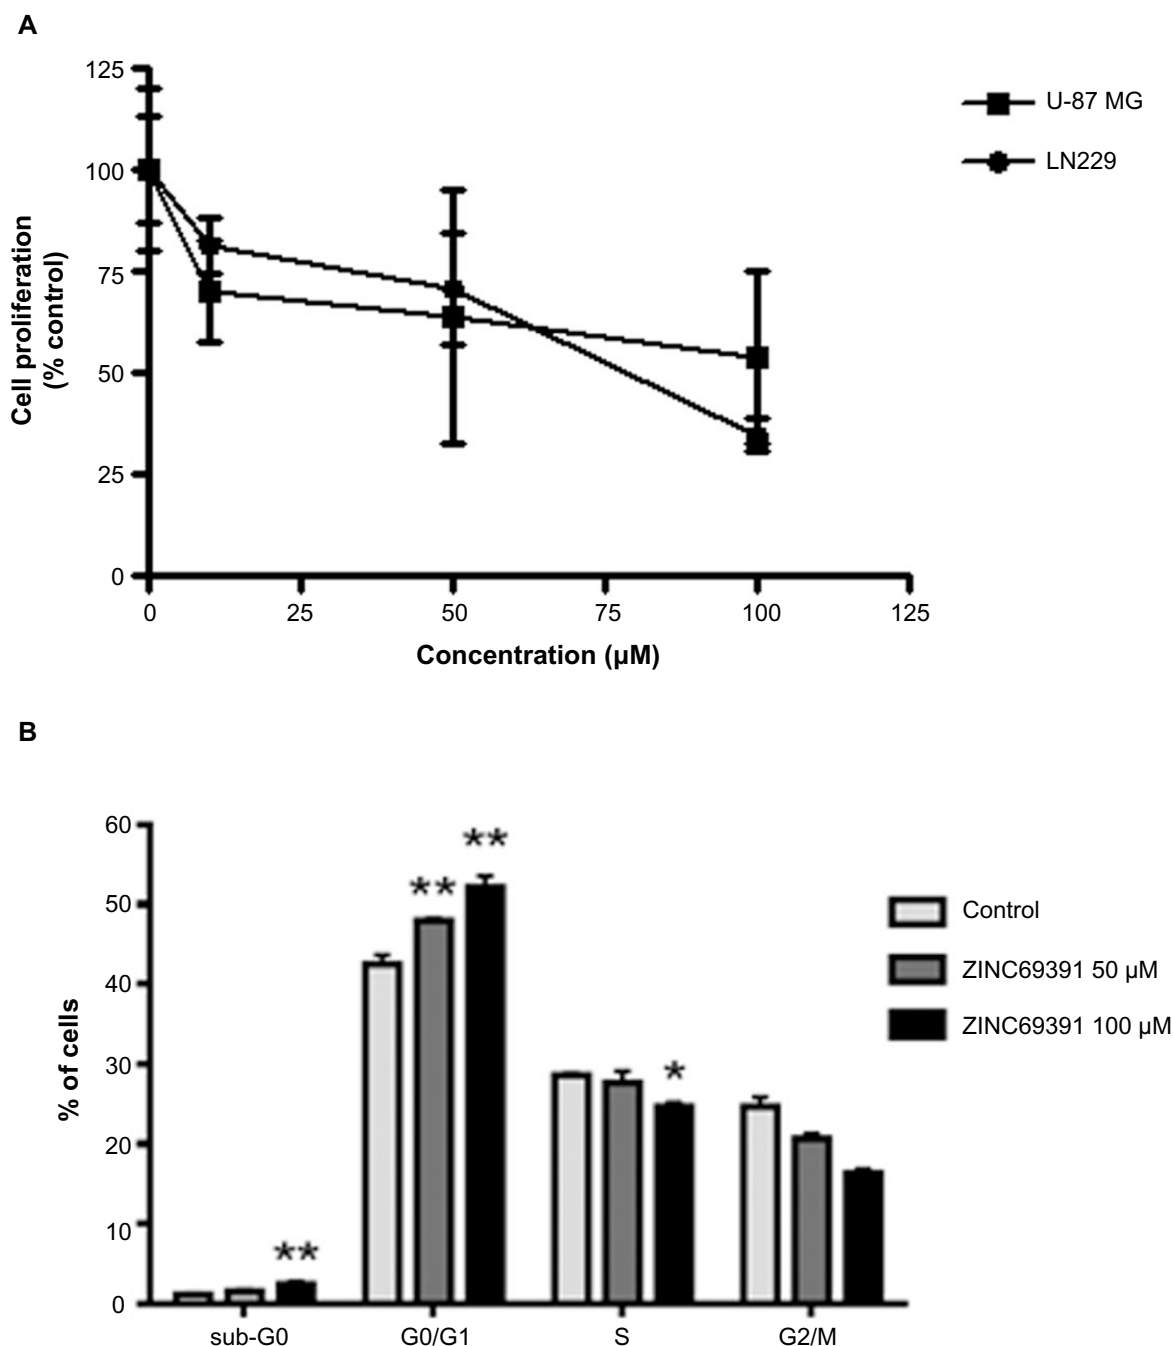 A
125
100
75
50
25
0
Cell proliferation
(% control)
0 25 50 75 100 125
Concentration (µM)
U-87 MG
LN229
B
60
50
40
30
20
10
0
% of cells
** ** ** * 
sub-G0 G0/G1 S G2/M
Control
ZINC69391 50 µM
ZINC69391 100 µM